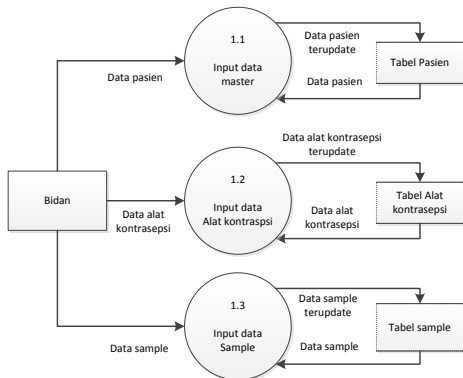 1.1
Input data
master
Data pasien
terupdate
Data pasien
Tabel Pasien
Data pasien
Bidan
1.2
Input data
Alat kontraspsi
Data alat kontrasepsi
terupdate
Data alat
kontrasepsi
Tabel Alat
kontrasepsi
Data alat
kontrasepsi
1.3
Input data
Sample
Data sample
terupdate
Data sample
Tabel sample
Data sample